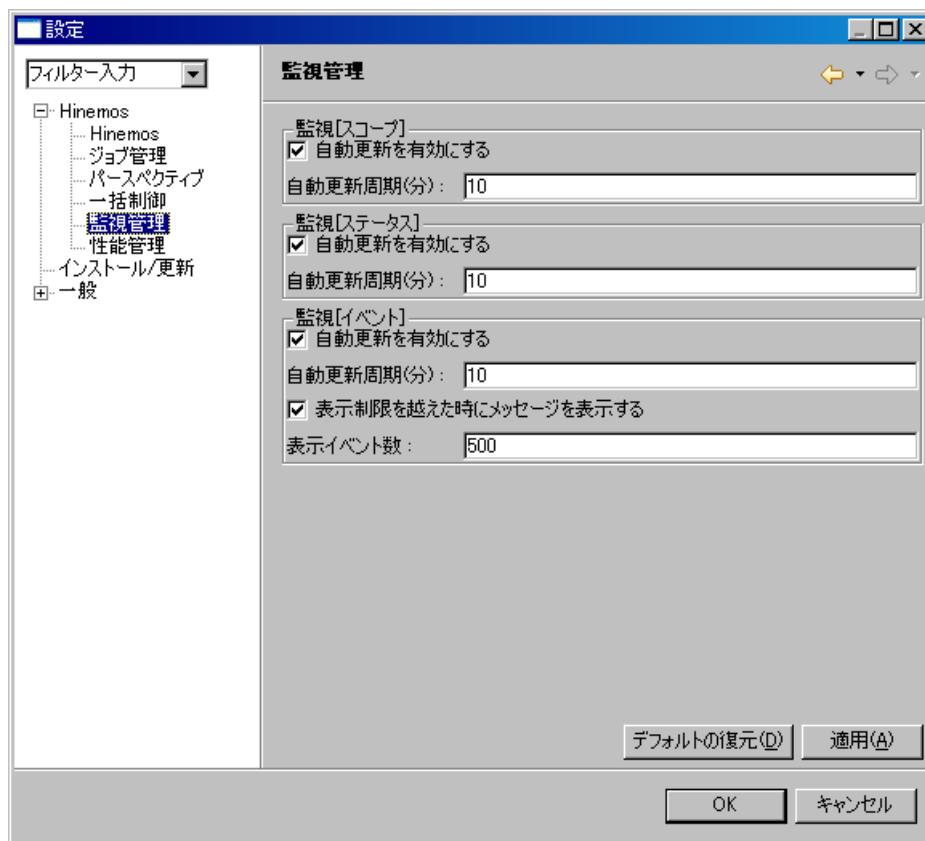 設定
フィルター入力
監視管理
Hinemos
Hinemos
ジョブ管理
パースペクティブ
一括制御
監視管理
性能管理
インストール/更新
一般
監視[スコープ]
自動更新を有効にする
自動更新周期(分)： 10
監視[ステータス]
自動更新を有効にする
自動更新周期(分)： 10
監視[イベント]
自動更新を有効にする
自動更新周期(分)： 10
表示制限を越えた時にメッセージを表示する
表示イベント数： 500
デフォルトの復元(D) 適用(A)
OK キャンセル